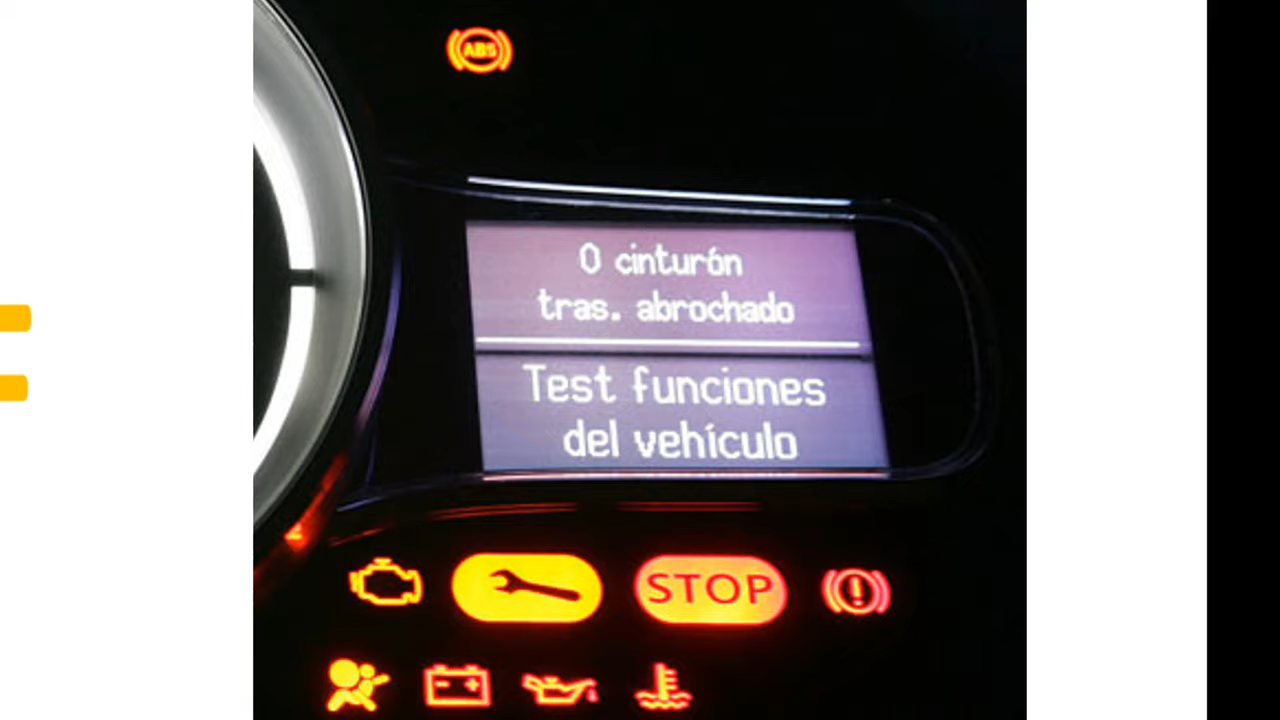 ABS
0 cinturón
tras. abrochado
Test funciones
del vehículo
STOP